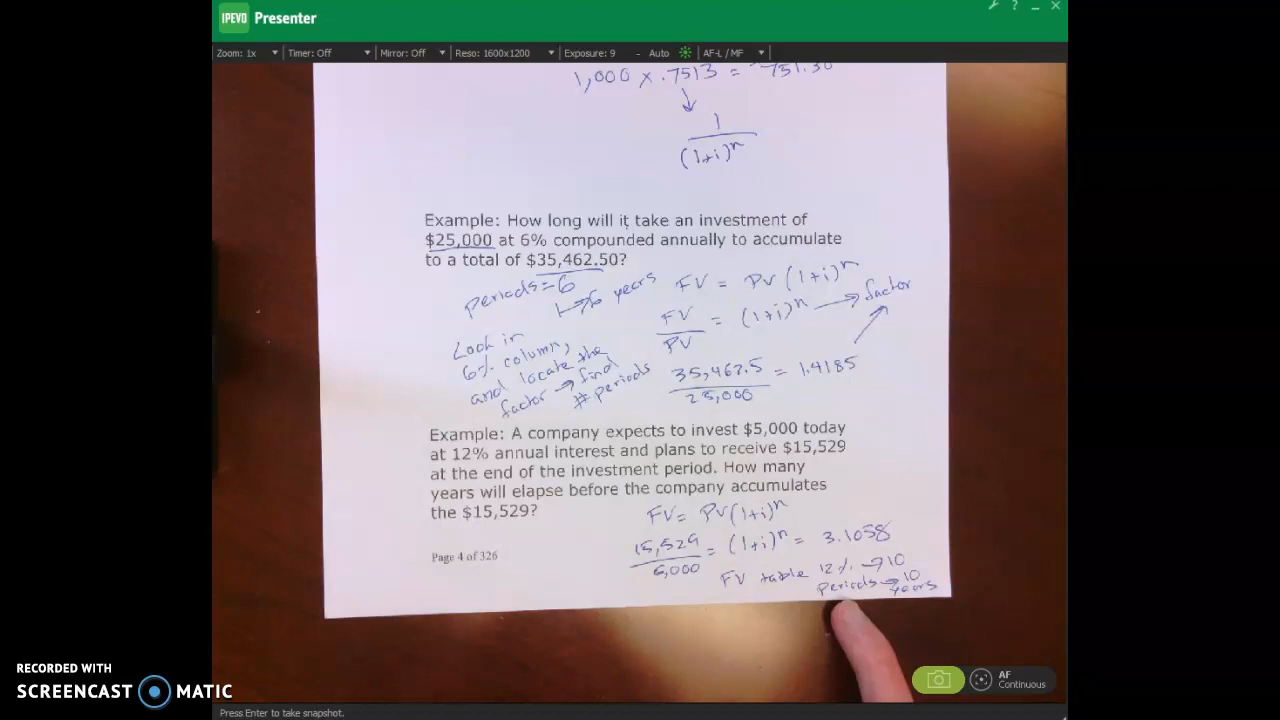 IPEVO Presenter
Zoom: 1x Timer: Off Mirror: Off Reso: 1600x1200 Exposure: 9 - Auto AF-L / MF
1,000 x .7513 = 751.30
1
(1+i)^n
Example: How long will it take an investment of
$25,000 at 6% compounded annually to accumulate
to a total of $35,462.50?
periods = 6
↳ 6 years
FV = PV (1+i)^n
FV / PV = (1+i)^n → factor
Look in
6% column,
and locate the
factor → find
# periods
35,462.5 / 25,000 = 1.4185
Example: A company expects to invest $5,000 today
at 12% annual interest and plans to receive $15,529
at the end of the investment period. How many
years will elapse before the company accumulates
the $15,529?
FV = PV(1+i)^n
15,529 / 5,000 = (1+i)^n = 3.1058
FV table 12% → 10
periods → 10
years
Page 4 of 326
RECORDED WITH
SCREENCAST MATIC
AF
Continuous
Press Enter to take snapshot.